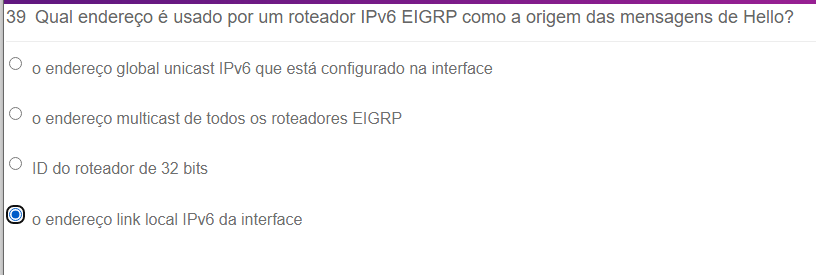 39 Qual endereço é usado por um roteador IPv6 EIGRP como a origem das mensagens de Hello?
o endereço global unicast IPv6 que está configurado na interface
o endereço multicast de todos os roteadores EIGRP
ID do roteador de 32 bits
o endereço link local IPv6 da interface